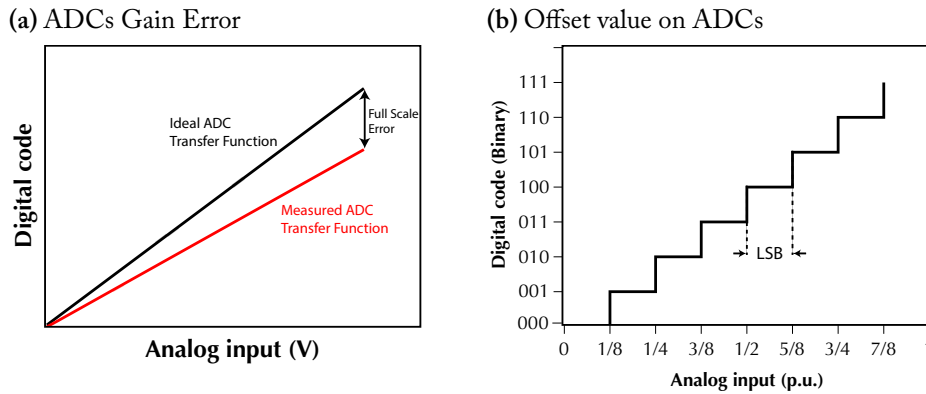 (a) ADCs Gain Error
Ideal ADC
Transfer Function
Full Scale
Error
Measured ADC
Transfer Function
Digital code
Analog input (V)
(b) Offset value on ADCs
111
110
101
100
011
010
001
000
Digital code (Binary)
LSB
0 1/8 1/4 3/8 1/2 5/8 3/4 7/8
Analog input (p.u.)